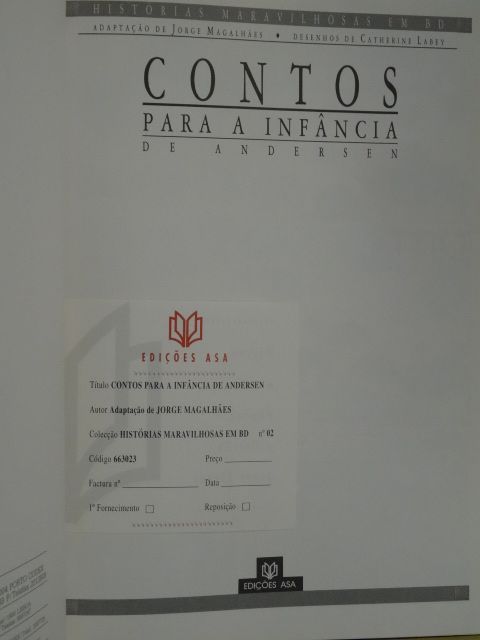 HISTÓRIAS MARAVILHOSAS EM BD
ADAPTAÇÃO DE JORGE MAGALHÃES • DESENHOS DE CATHERINE LABEY
CONTOS
PARA A INFÂNCIA
DE ANDERSEN
EDIÇÕES ASA
Título CONTOS PARA A INFÂNCIA DE ANDERSEN
Autor Adaptação de JORGE MAGALHÃES
Colecção HISTÓRIAS MARAVILHOSAS EM BD nº 02
Código 663023 Preço
Factura nº Data
1º Fornecimento Reposição
EDIÇÕES ASA
PORTO CODEX